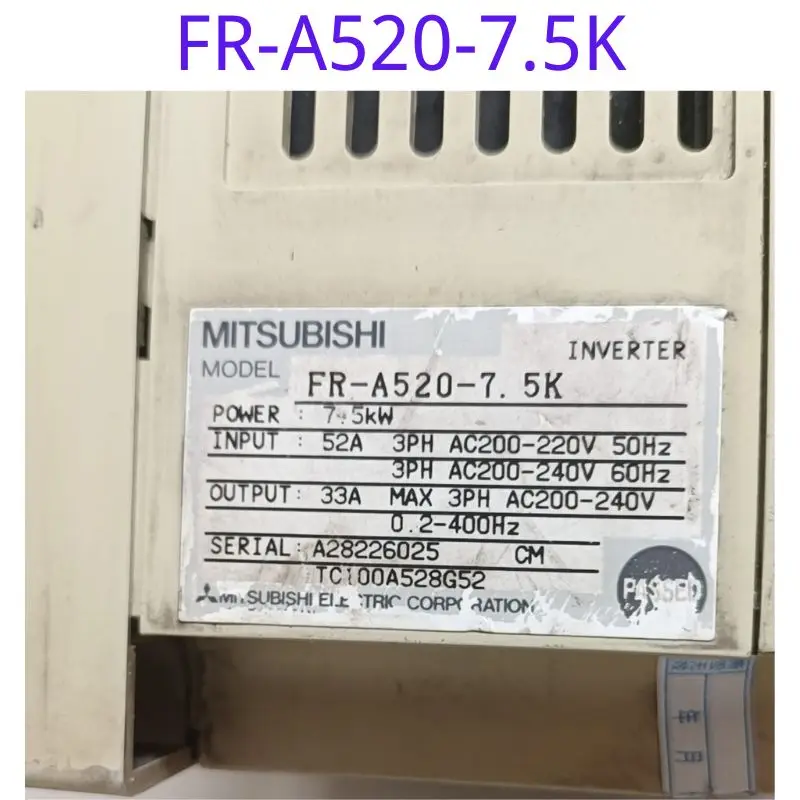 FR-A520-7.5K
MITSUBISHI
INVERTER
MODEL FR-A520-7.5K
POWER : 7.5kW
INPUT : 52A 3PH AC200-220V 50Hz
3PH AC200-240V 60Hz
OUTPUT: 33A MAX 3PH AC200-240V
0.2-400Hz
SERIAL: A28226025 CM
TC100A528G52
PASSED
MITSUBISHI ELECTRIC CORPORATION